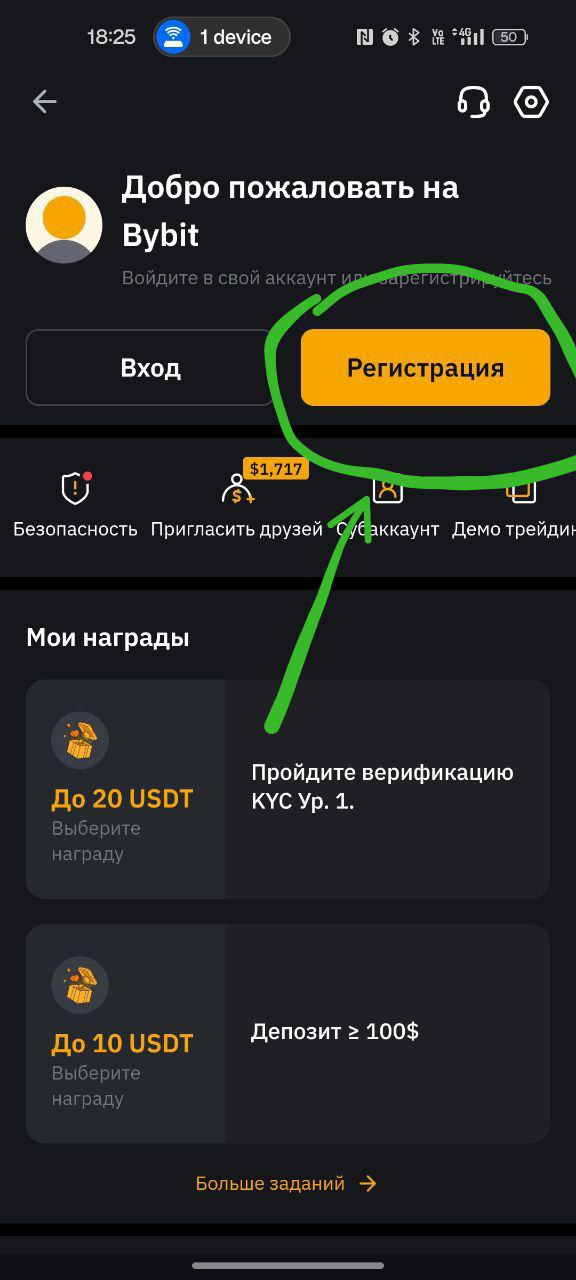 18:25
1 device
4G
50
Добро пожаловать на
Bybit
Войдите в свой аккаунт или зарегистрируйтесь
Вход
Регистрация
$1,717
Безопасность
Пригласить друзей
Субаккаунт
Демо трейдин
Мои награды
До 20 USDT
Выберите
награду
Пройдите верификацию
KYC Ур. 1.
До 10 USDT
Выберите
награду
Депозит ≥ 100$
Больше заданий